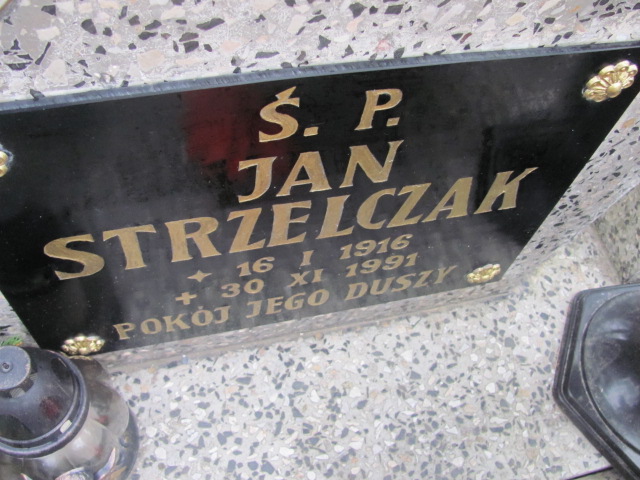 Ś. P.
JAN
STRZELCZAK
✦ 16 I 1916
+ 30 XI 1991
POKÓJ JEGO DUSZY